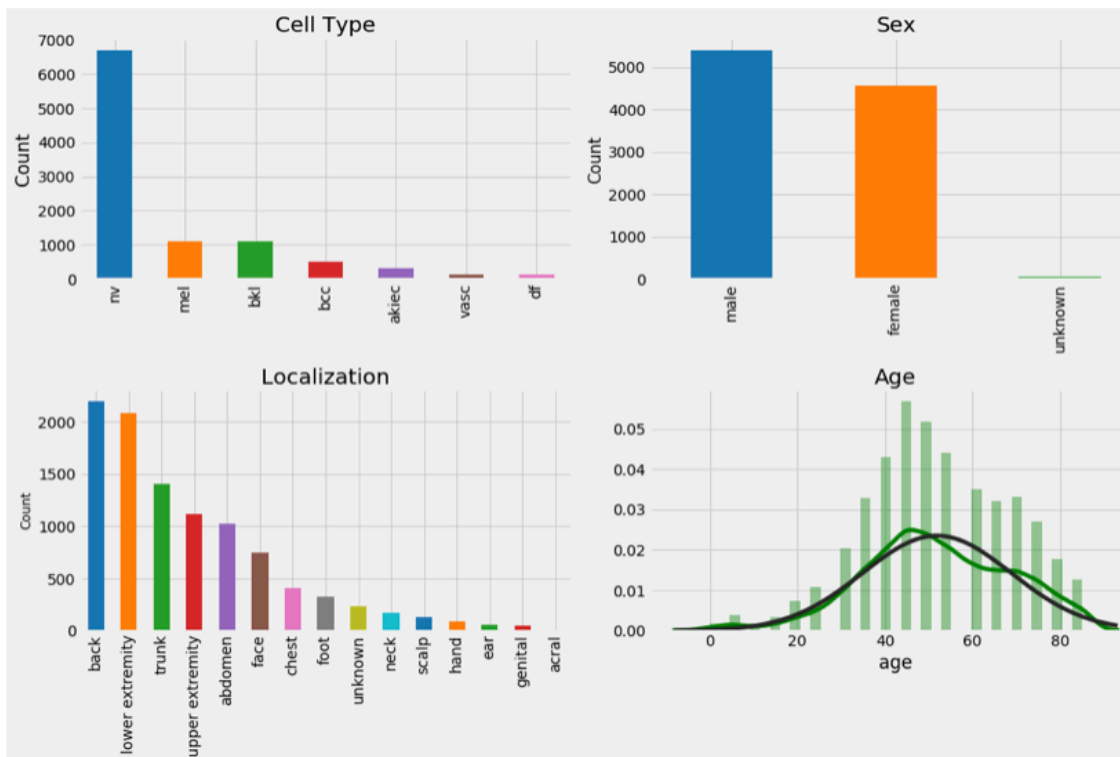 Cell Type
Count
7000
6000
5000
4000
3000
2000
1000
0
nv
mel
bkl
bcc
akiec
vasc
df
Sex
Count
5000
4000
3000
2000
1000
0
male
female
unknown
Localization
Count
2000
1500
1000
500
0
back
lower extremity
trunk
upper extremity
abdomen
face
chest
foot
unknown
neck
scalp
hand
ear
genital
acral
Age
0.05
0.04
0.03
0.02
0.01
0.00
0
20
40
60
80
age